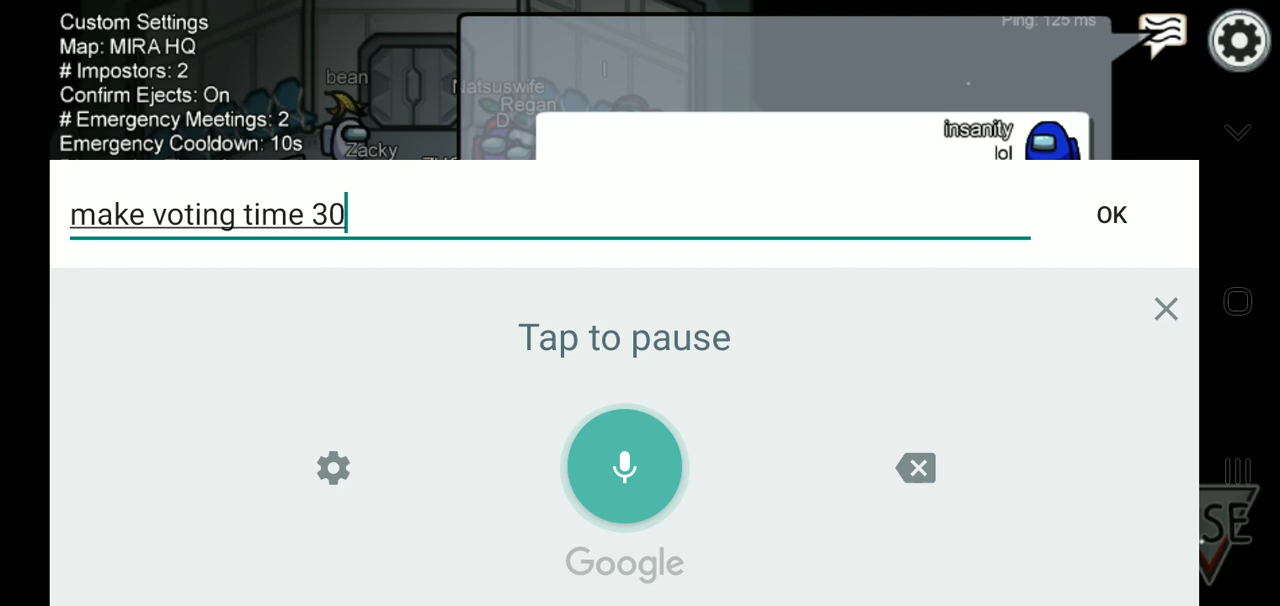 Custom Settings
Map: MIRA HQ
# Impostors: 2
Confirm Ejects: On
# Emergency Meetings: 2
Emergency Cooldown: 10s
Ping: 125 ms
bean
Natsuswife
Regan
D
Zacky
insanity
lol
make voting time 30
OK
Tap to pause
Google
SE